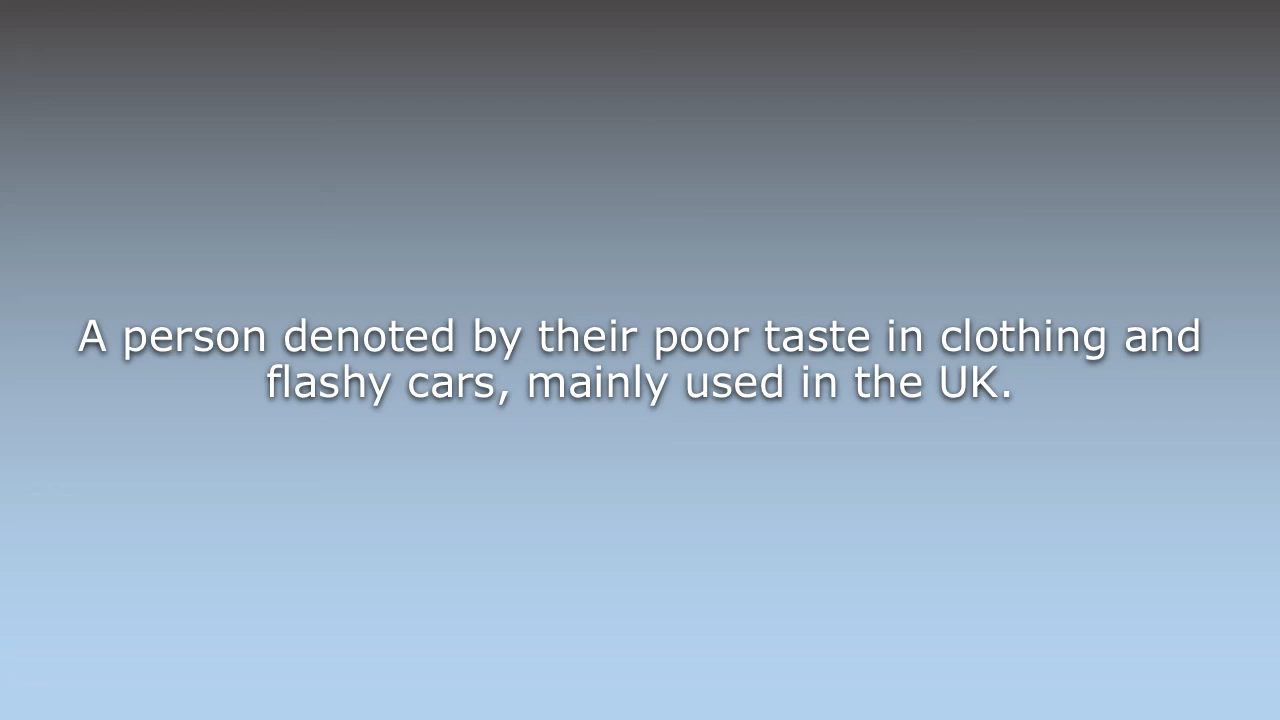 A person denoted by their poor taste in clothing and
flashy cars, mainly used in the UK.